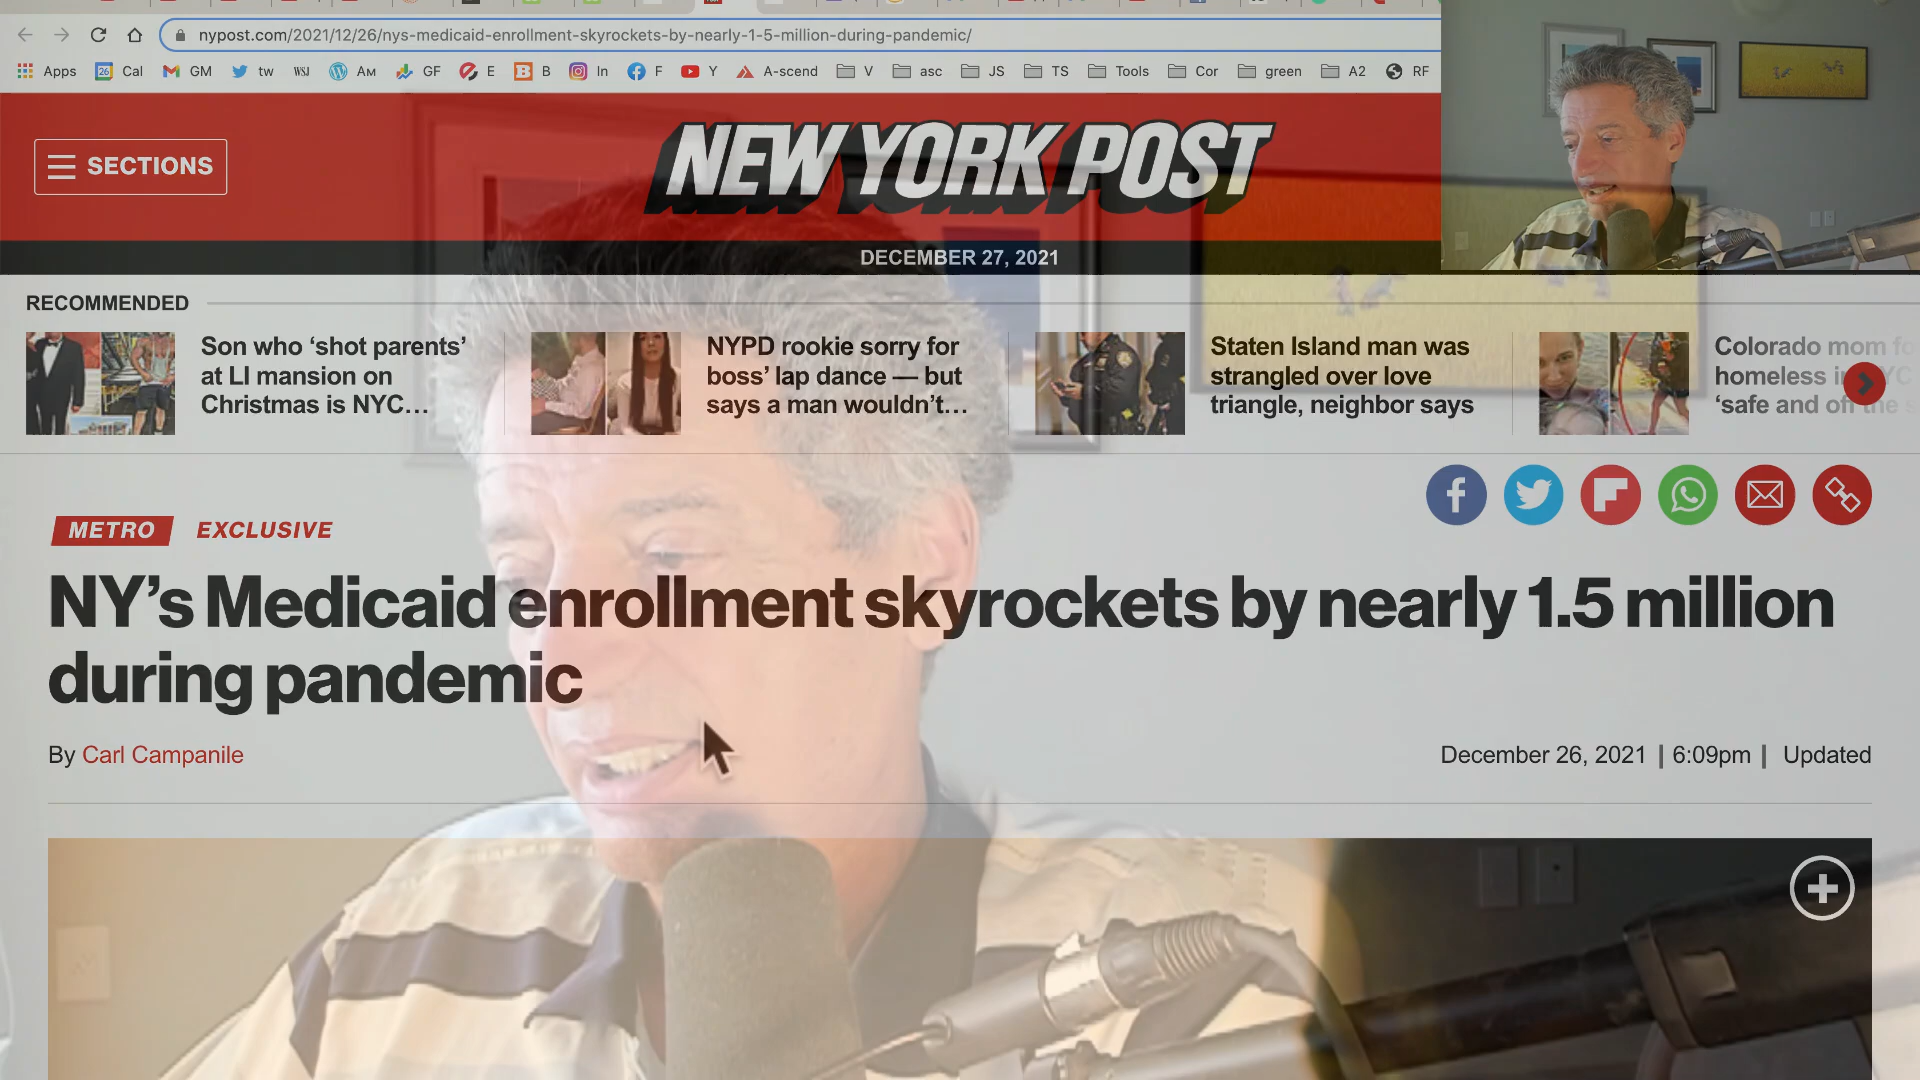 nypost.com/2021/12/26/nys-medicaid-enrollment-skyrockets-by-nearly-1-5-million-during-pandemic/
Apps 26 Cal GM tw WSJ AM GF E B In F Y A-scend V asc JS TS Tools Cor green A2 RF
SECTIONS
NEW YORK POST
DECEMBER 27, 2021
RECOMMENDED
Son who ‘shot parents’
at LI mansion on
Christmas is NYC…
NYPD rookie sorry for
boss’ lap dance — but
says a man wouldn’t…
Staten Island man was
strangled over love
triangle, neighbor says
Colorado mom
homeless
‘safe and off the
METRO EXCLUSIVE
NY’s Medicaid enrollment skyrockets by nearly 1.5 million
during pandemic
By Carl Campanile
December 26, 2021 | 6:09pm | Updated